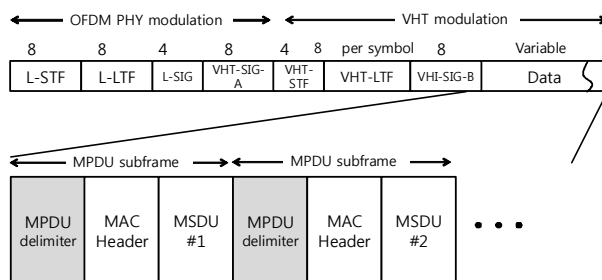 OFDM PHY modulation VHT modulation
8 8 4 8 4 8 per symbol 8 Variable
L-STF L-LTF L-SIG VHT-SIG-A VHT-STF VHT-LTF VHI-SIG-B Data
MPDU subframe MPDU subframe
MPDU delimiter MAC Header MSDU #1 MPDU delimiter MAC Header MSDU #2 • • •